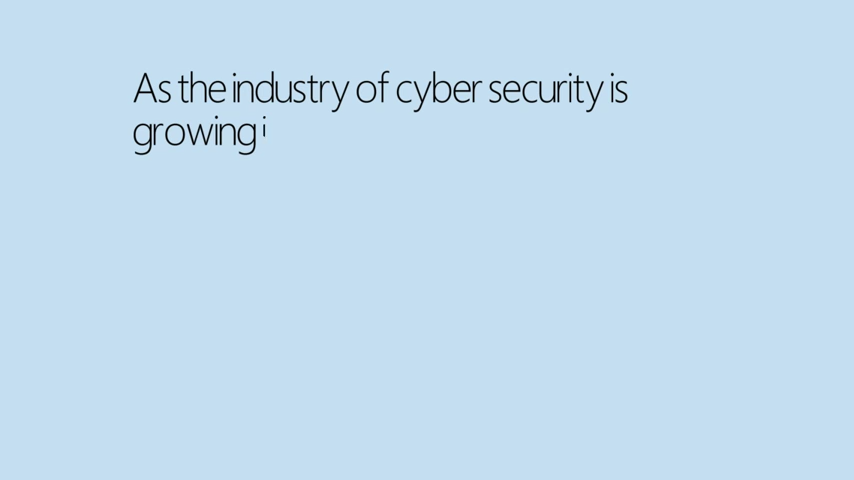 As the industry of cyber security is
growing i